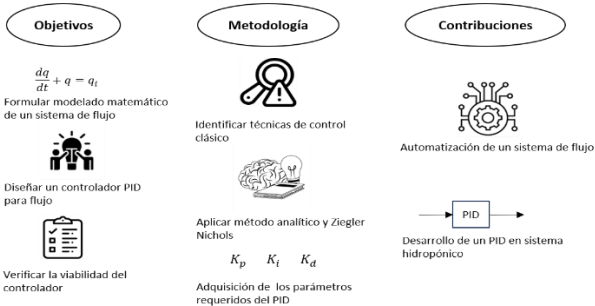 Objetivos
dq/dt + q = q_i
Formular modelado matemático
de un sistema de flujo
Diseñar un controlador PID
para flujo
Verificar la viabilidad del
controlador
Metodología
Identificar técnicas de control
clásico
Aplicar método analítico y Ziegler
Nichols
K_p K_i K_d
Adquisición de los parámetros
requeridos del PID
Contribuciones
Automatización de un sistema de flujo
PID
Desarrollo de un PID en sistema
hidropónico